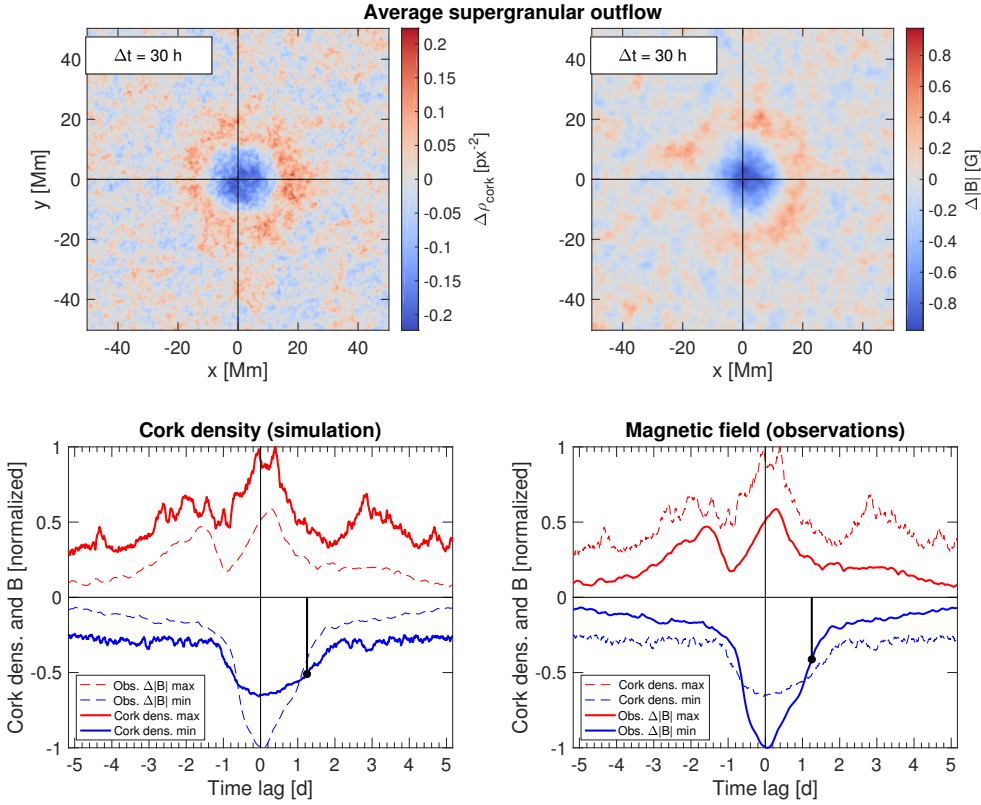 Average supergranular outflow
Δt = 30 h
40
20
0
-20
-40
y [Mm]
-40 -20 0 20 40
x [Mm]
0.2
0.15
0.1
0.05
0
-0.05
-0.1
-0.15
-0.2
Δρcork [px-2]
Δt = 30 h
40
20
0
-20
-40
-40 -20 0 20 40
x [Mm]
0.8
0.6
0.4
0.2
0
-0.2
-0.4
-0.6
-0.8
Δ|B| [G]
Cork density (simulation)
1
0.5
0
-0.5
-1
Cork dens. and B [normalized]
Obs. Δ|B| max
Obs. Δ|B| min
Cork dens. max
Cork dens. min
-5 -4 -3 -2 -1 0 1 2 3 4 5
Time lag [d]
Magnetic field (observations)
1
0.5
0
-0.5
-1
Cork dens. and B [normalized]
Cork dens. max
Cork dens. min
Obs. Δ|B| max
Obs. Δ|B| min
-5 -4 -3 -2 -1 0 1 2 3 4 5
Time lag [d]